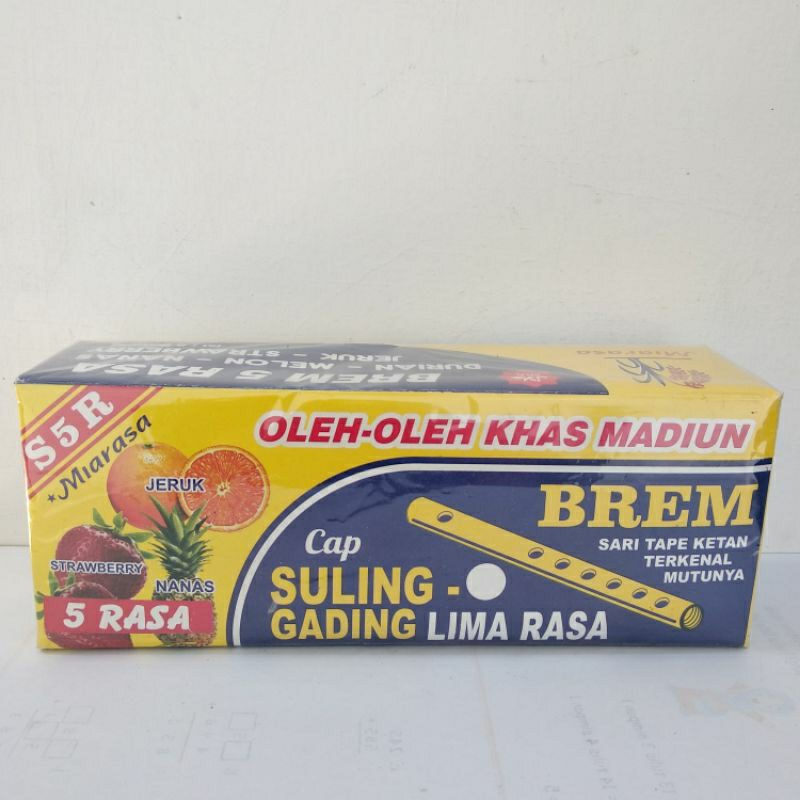 BREM 5 RASA
DURIAN - MELON - NANAS
JERUK - STRAWBERRY
Miarasa
S5R
Miarasa
OLEH-OLEH KHAS MADIUN
JERUK
STRAWBERRY
NANAS
5 RASA
Cap
SULING -
GADING LIMA RASA
BREM
SARI TAPE KETAN
TERKENAL
MUTUNYA